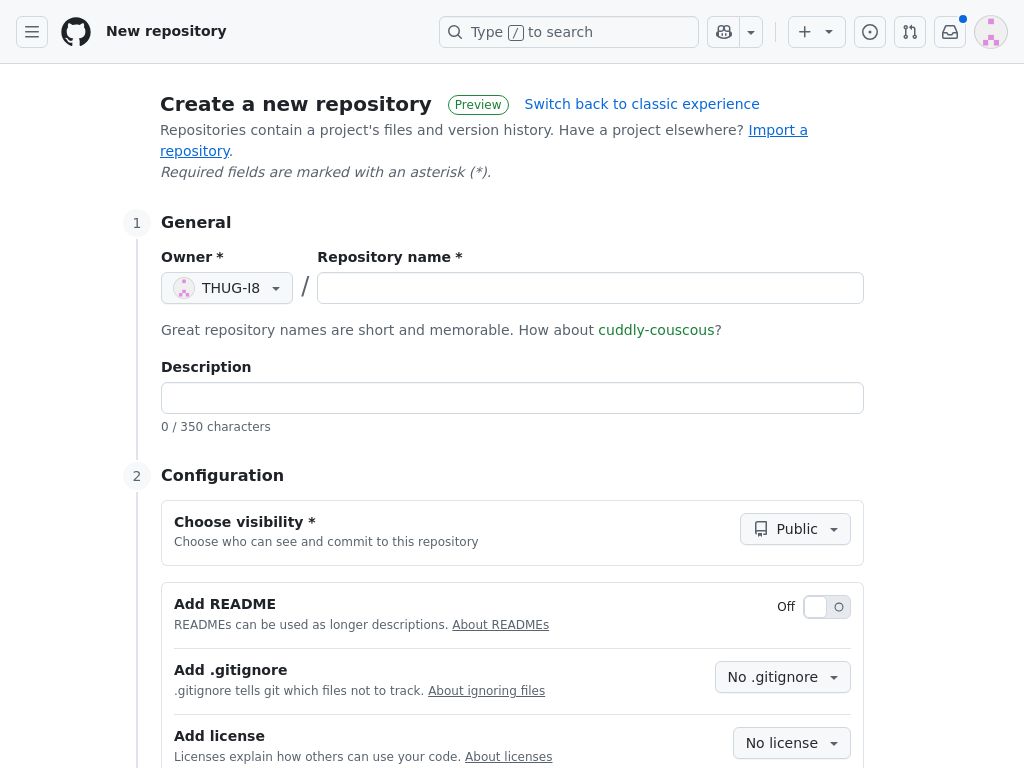 New repository
Type / to search
Create a new repository Preview Switch back to classic experience
Repositories contain a project's files and version history. Have a project elsewhere? Import a
repository.
Required fields are marked with an asterisk (*).
1 General
Owner * Repository name *
THUG-I8 /
Great repository names are short and memorable. How about cuddly-couscous?
Description
0 / 350 characters
2 Configuration
Choose visibility *
Choose who can see and commit to this repository
Public
Add README
READMEs can be used as longer descriptions. About READMEs
Off
Add .gitignore
.gitignore tells git which files not to track. About ignoring files
No .gitignore
Add license
Licenses explain how others can use your code. About licenses
No license